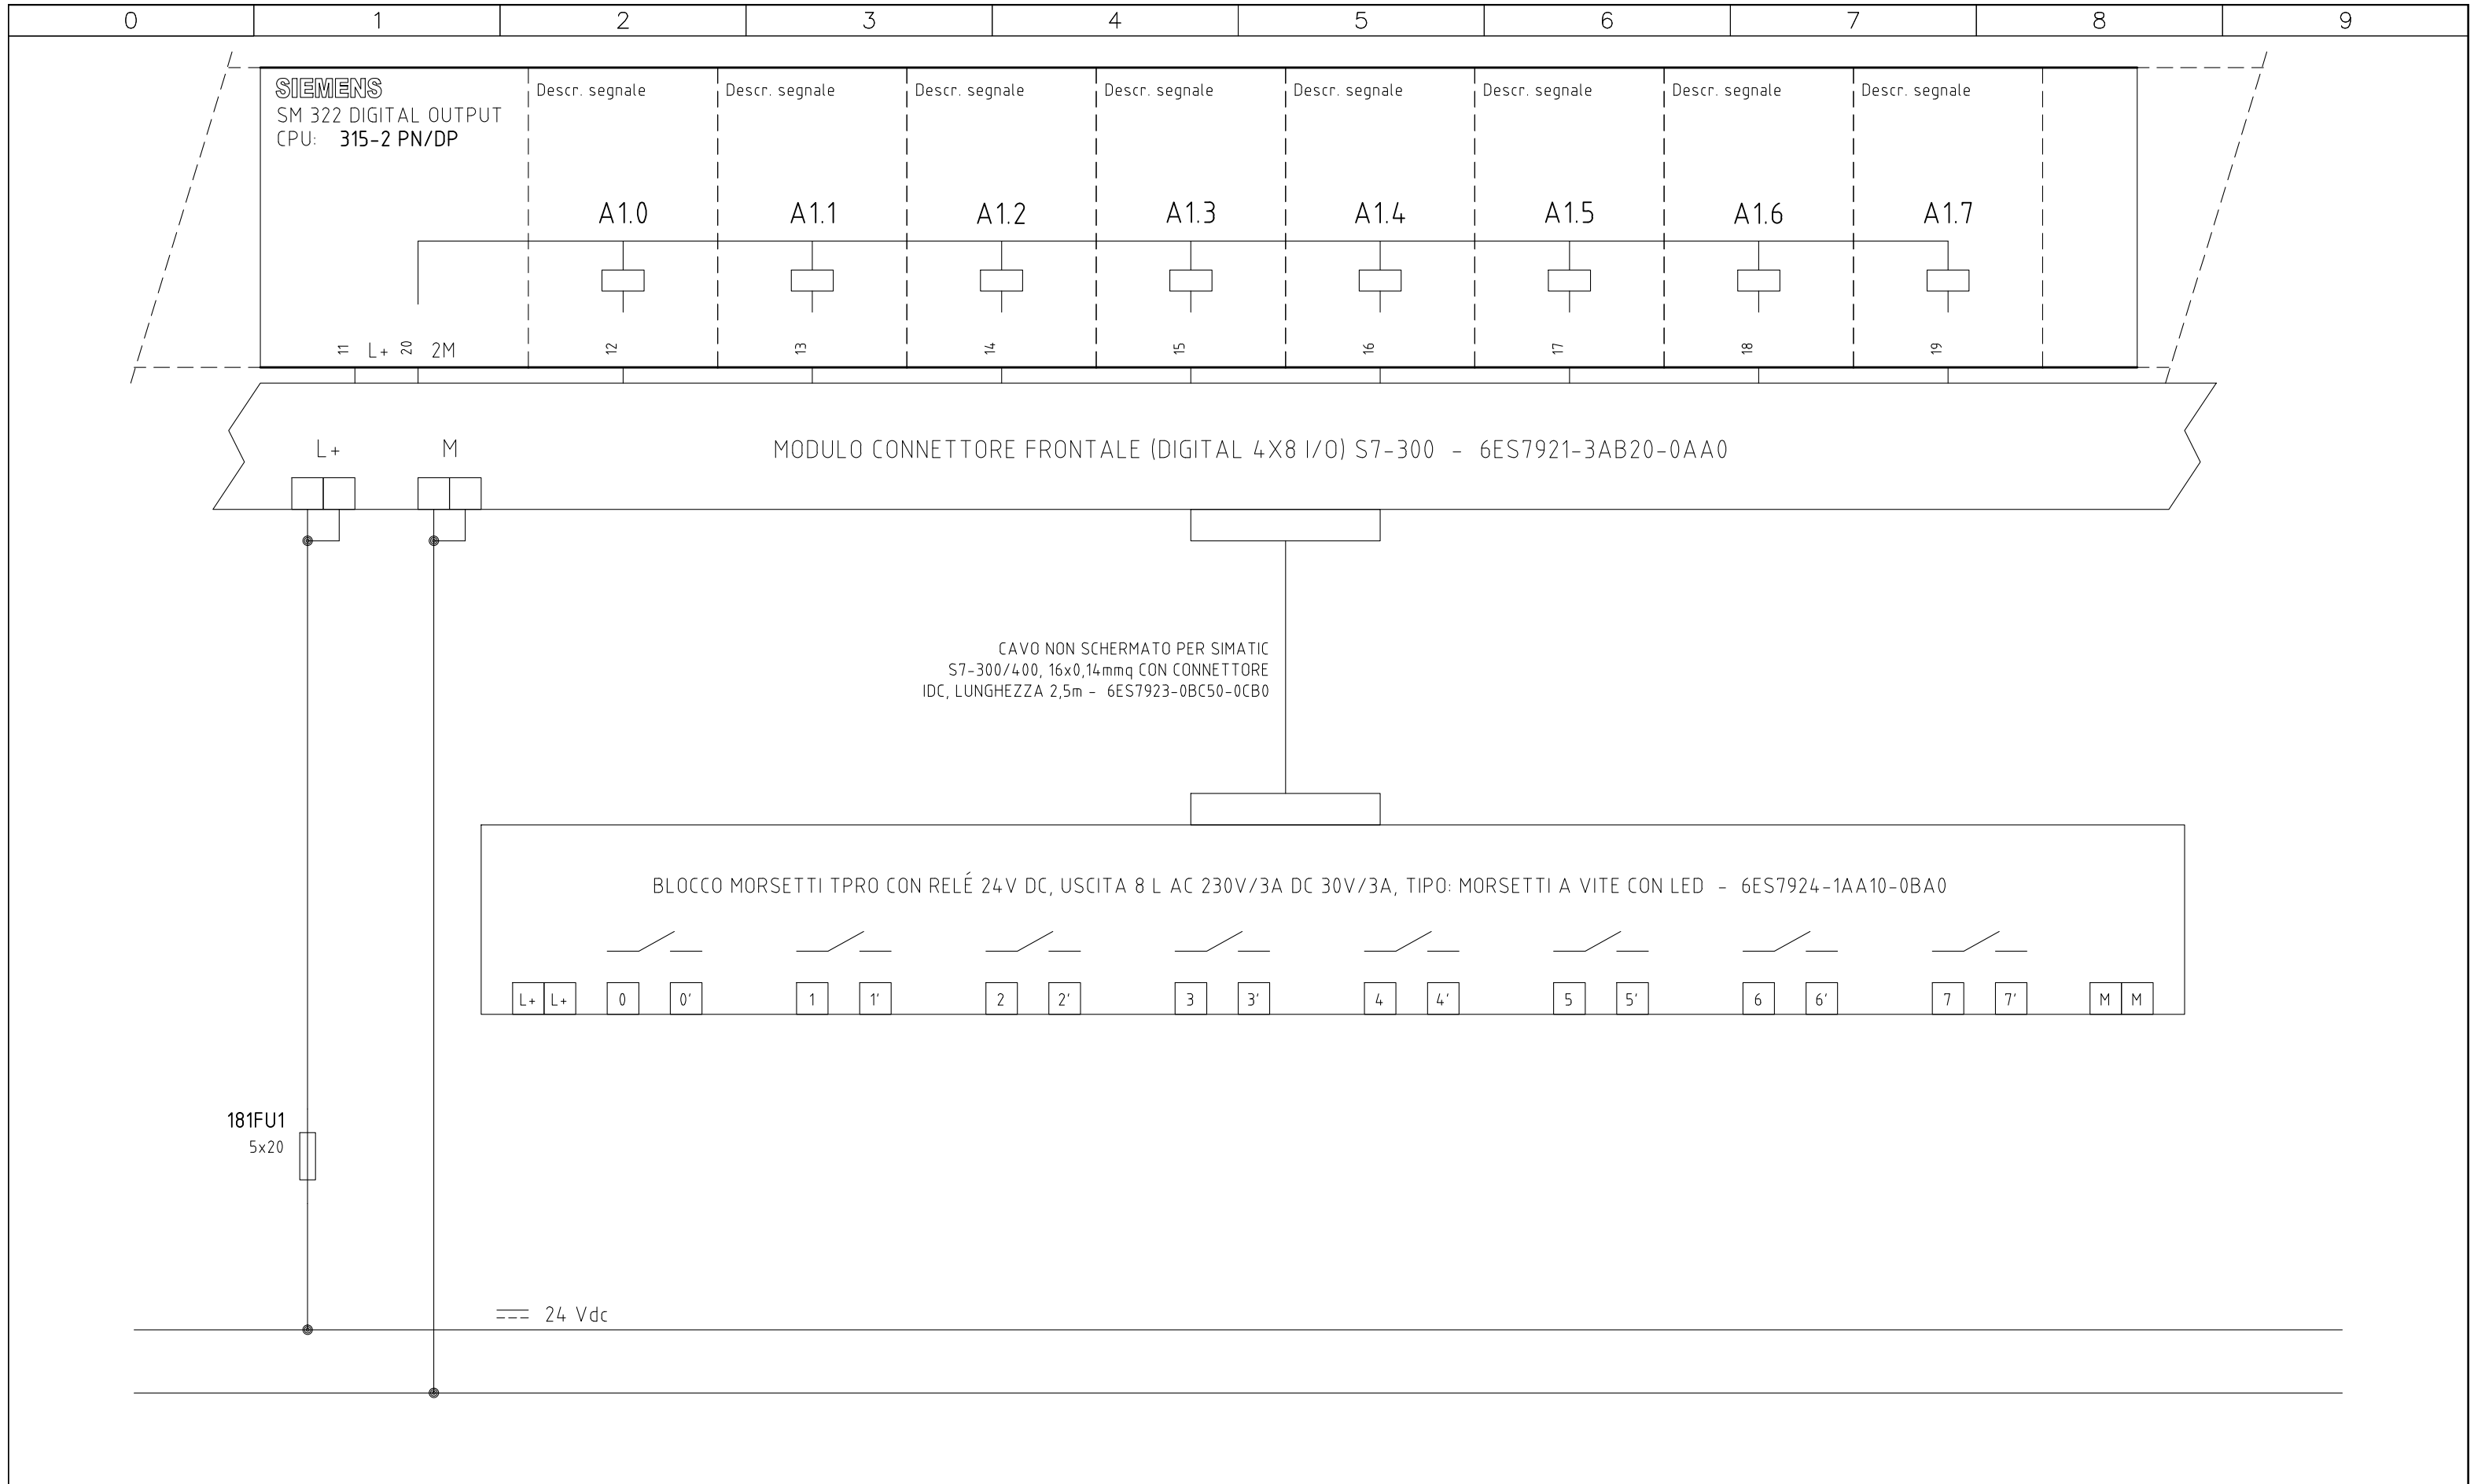 0 1 2 3 4 5 6 7 8 9
SIEMENS
SM 322 DIGITAL OUTPUT
CPU: 315-2 PN/DP
Descr. segnale Descr. segnale Descr. segnale Descr. segnale Descr. segnale Descr. segnale Descr. segnale Descr. segnale
A1.0 A1.1 A1.2 A1.3 A1.4 A1.5 A1.6 A1.7
11 L+ 20 2M 12 13 14 15 16 17 18 19
L+ M MODULO CONNETTORE FRONTALE (DIGITAL 4X8 I/O) S7-300 - 6ES7921-3AB20-0AA0
CAVO NON SCHERMATO PER SIMATIC
S7-300/400, 16x0,14mmq CON CONNETTORE
IDC, LUNGHEZZA 2,5m - 6ES7923-0BC50-0CB0
BLOCCO MORSETTI TPRO CON RELÉ 24V DC, USCITA 8 L AC 230V/3A DC 30V/3A, TIPO: MORSETTI A VITE CON LED - 6ES7924-1AA10-0BA0
L+ L+ 0 0' 1 1' 2 2' 3 3' 4 4' 5 5' 6 6' 7 7' M M
181FU1
5x20
24 Vdc